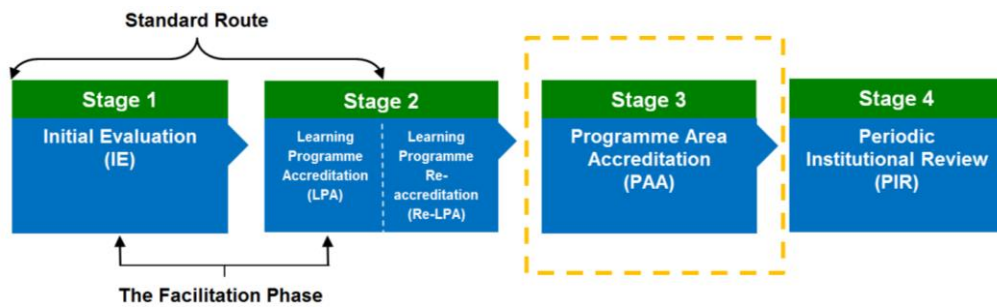 Standard Route
Stage 1
Initial Evaluation
(IE)
Stage 2
Learning
Programme
Accreditation
(LPA)
Learning
Programme
Re-
accreditation
(Re-LPA)
Stage 3
Programme Area
Accreditation
(PAA)
Stage 4
Periodic
Institutional Review
(PIR)
The Facilitation Phase